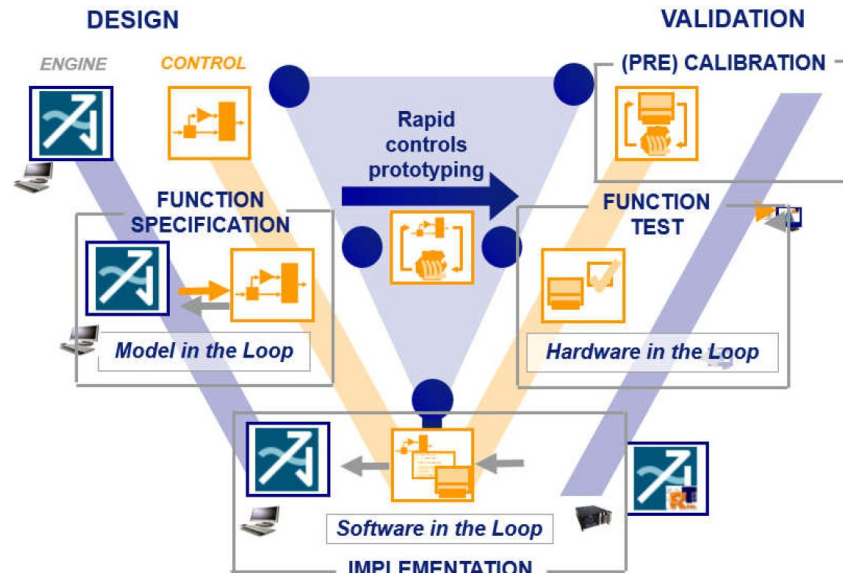 DESIGN
VALIDATION
ENGINE
CONTROL
(PRE) CALIBRATION
Rapid
controls
prototyping
FUNCTION
SPECIFICATION
FUNCTION
TEST
Model in the Loop
Hardware in the Loop
Software in the Loop
IMPLEMENTATION